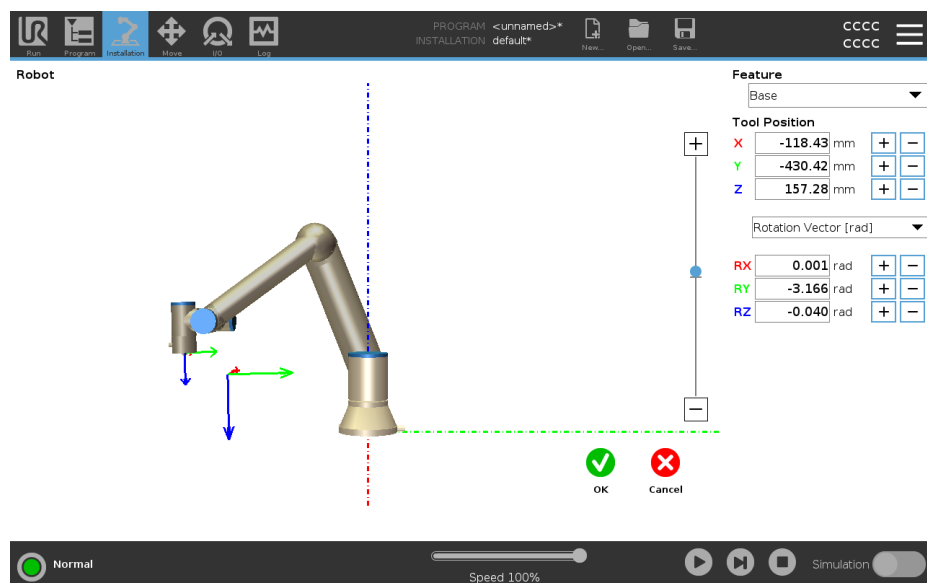 PROGRAM <unnamed>*
INSTALLATION default*
CCCC
CCCC
UR
Run
Program
Installation
Move
I/O
Log
New...
Open...
Save...
Robot
Feature
Base
Tool Position
X -118.43 mm + −
Y -430.42 mm + −
Z 157.28 mm + −
Rotation Vector [rad]
RX 0.001 rad + −
RY -3.166 rad + −
RZ -0.040 rad + −
+
−
OK
Cancel
Normal
Speed 100%
Simulation